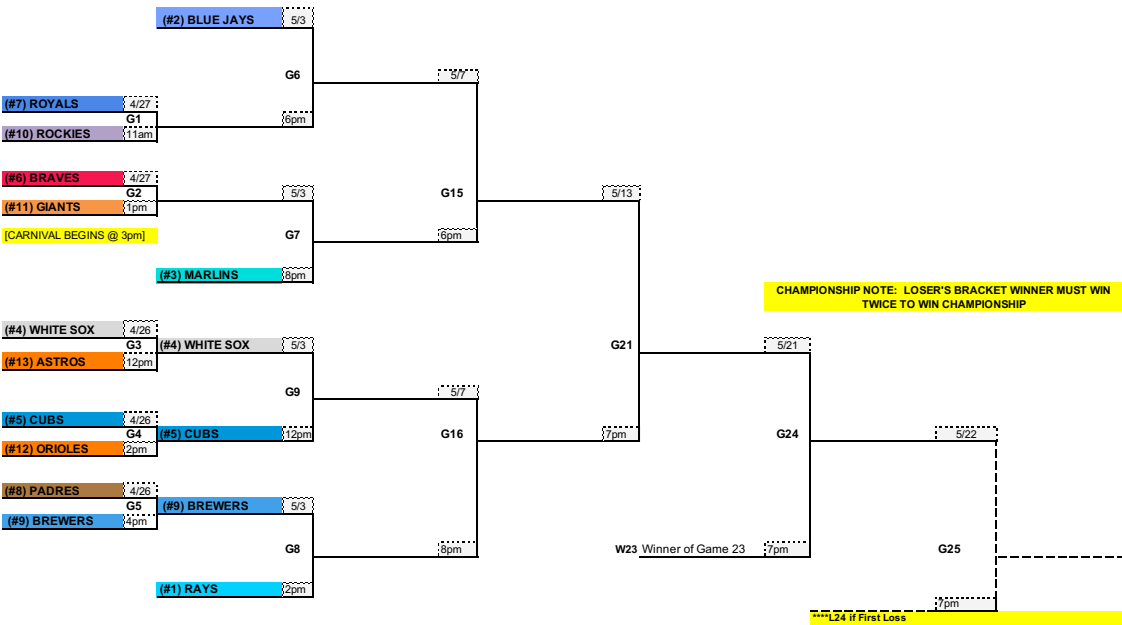 (#2) BLUE JAYS 5/3
G6 5/7
(#7) ROYALS 4/27
G1 6pm
(#10) ROCKIES 11am
(#6) BRAVES 4/27
G2 5/3 G15 5/13
(#11) GIANTS 1pm
[CARNIVAL BEGINS @ 3pm] G7 6pm
(#3) MARLINS 8pm
CHAMPIONSHIP NOTE: LOSER'S BRACKET WINNER MUST WIN
TWICE TO WIN CHAMPIONSHIP
(#4) WHITE SOX 4/26
G3 (#4) WHITE SOX 5/3 G21 5/21
(#13) ASTROS 12pm
G9 5/7
(#5) CUBS 4/26
G4 (#5) CUBS 12pm G16 7pm G24 5/22
(#12) ORIOLES 2pm
(#8) PADRES 4/26
G5 (#9) BREWERS 5/3
(#9) BREWERS 4pm
G8 8pm W23 Winner of Game 23 7pm G25
(#1) RAYS 2pm
7pm
****L24 if First Loss